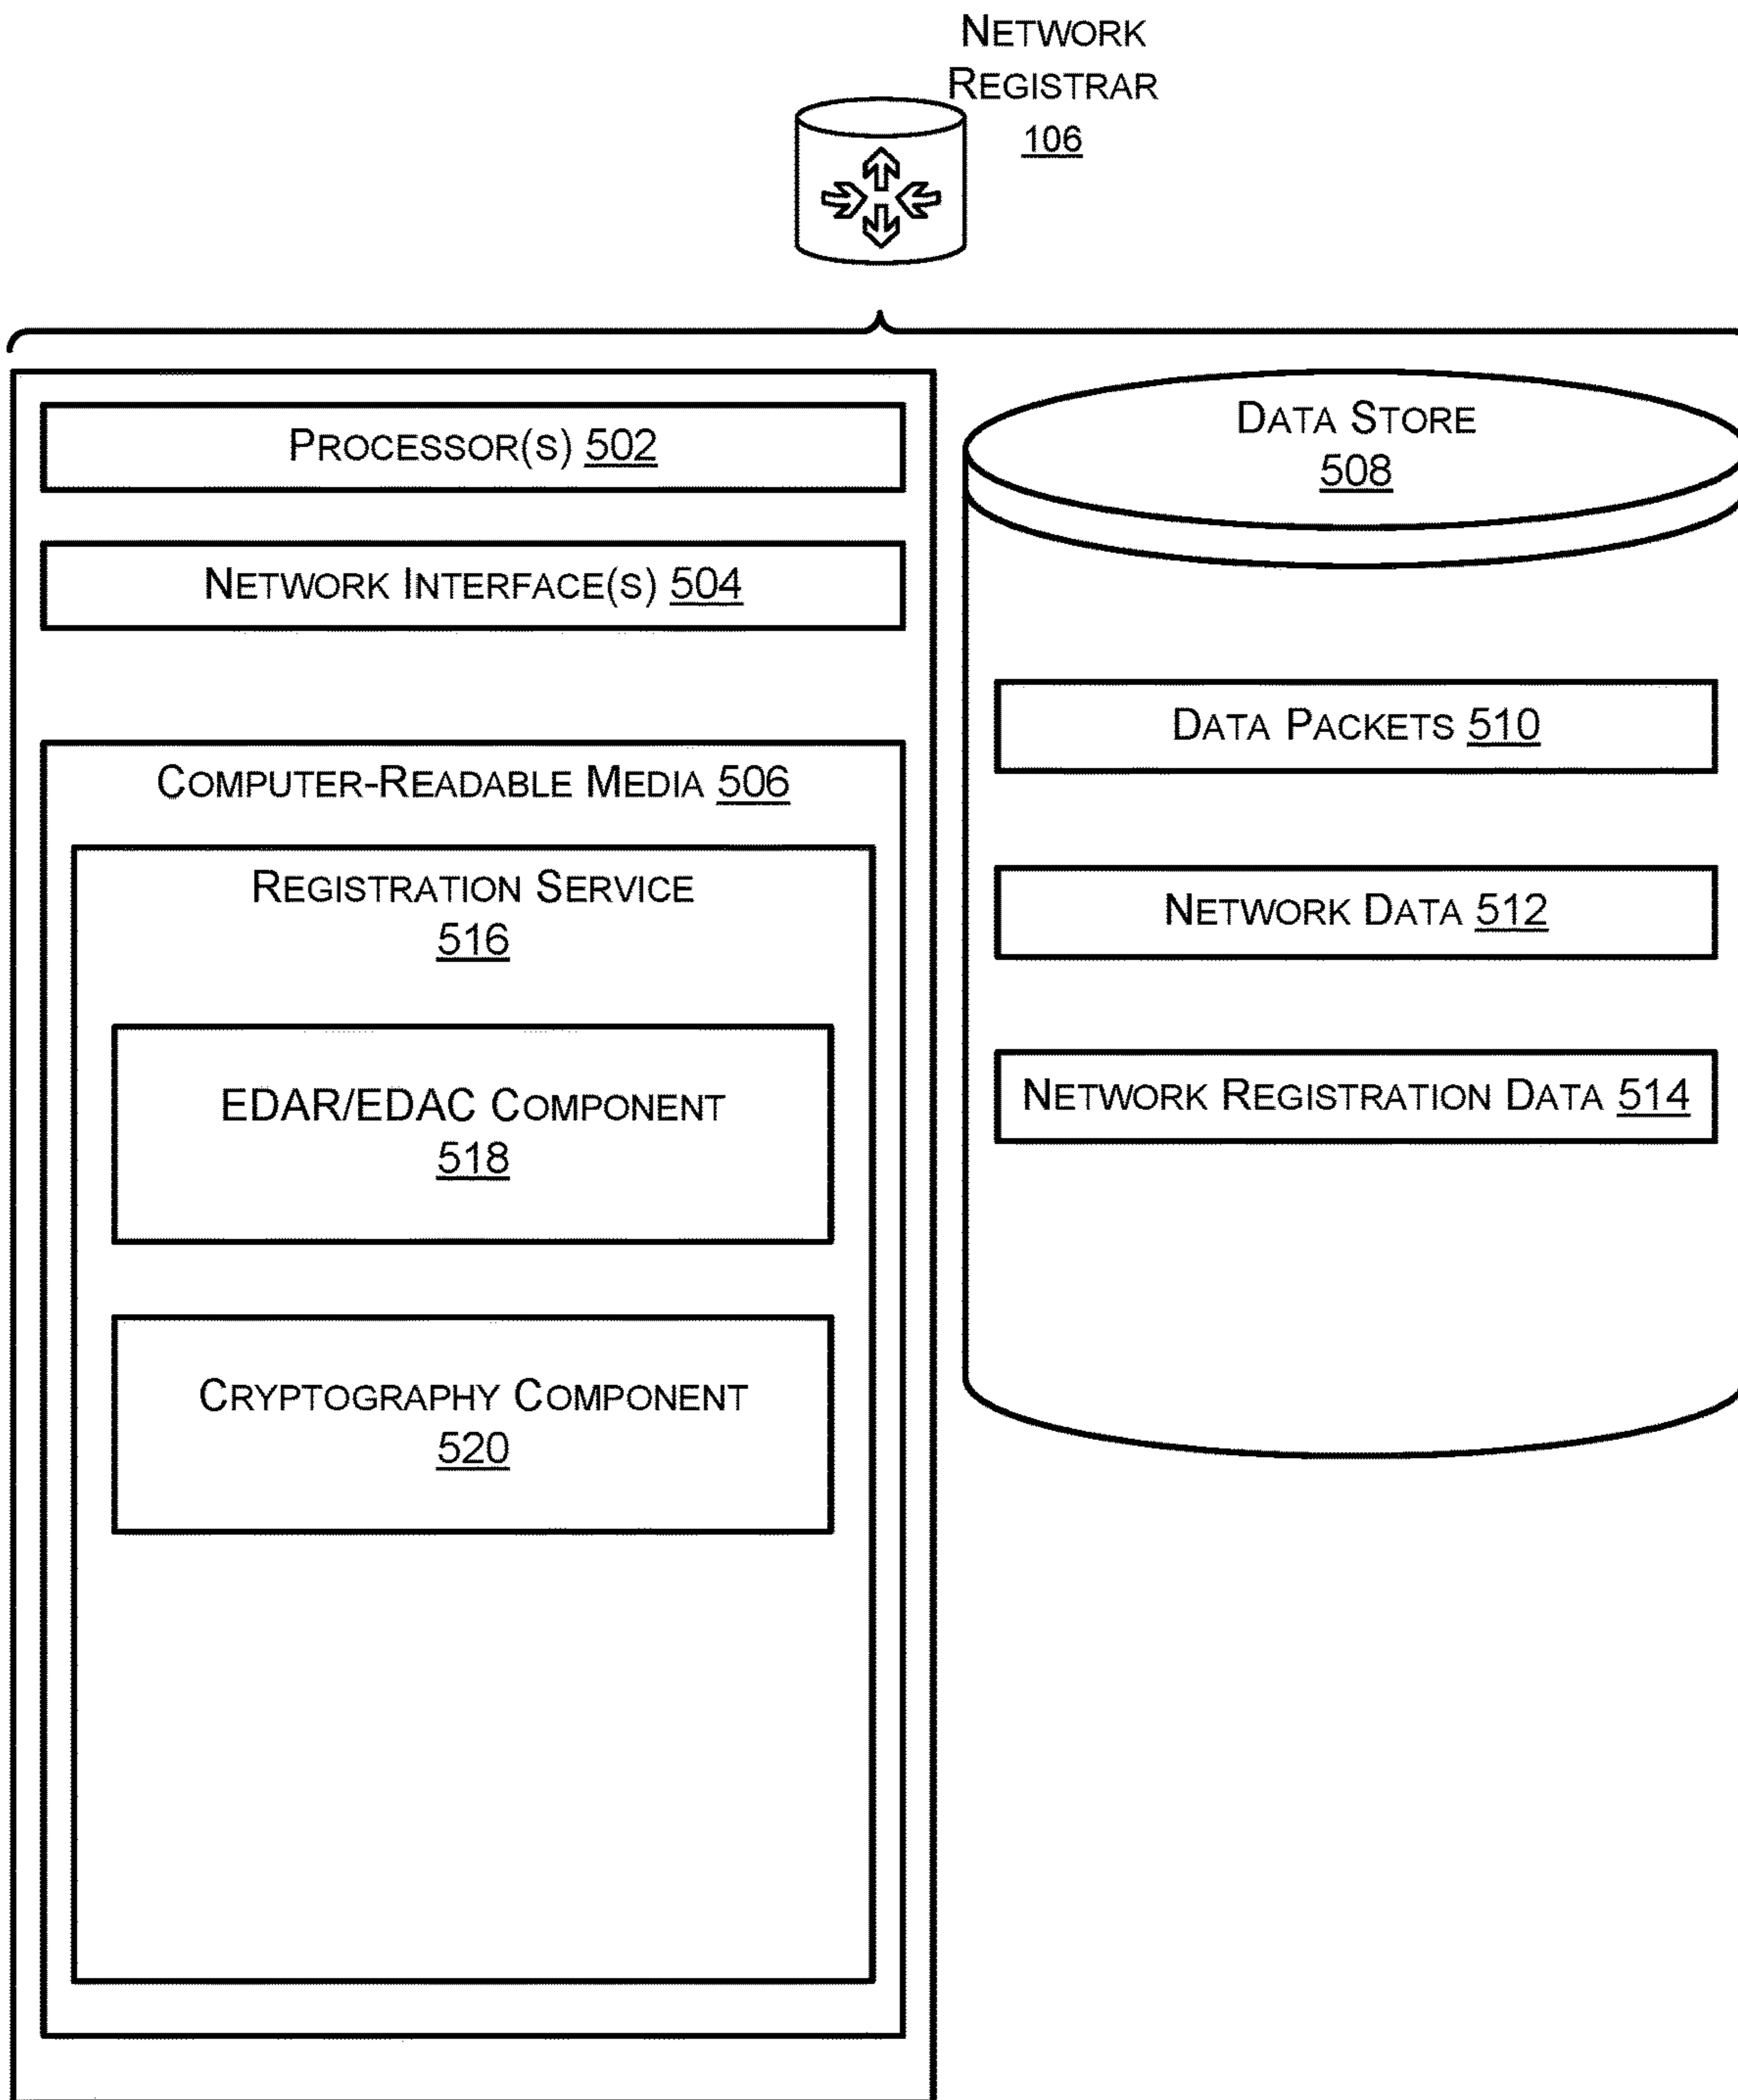 NETWORK
REGISTRAR
106
PROCESSOR(S) 502
NETWORK INTERFACE(S) 504
COMPUTER-READABLE MEDIA 506
REGISTRATION SERVICE
516
EDAR/EDAC COMPONENT
518
CRYPTOGRAPHY COMPONENT
520
DATA STORE
508
DATA PACKETS 510
NETWORK DATA 512
NETWORK REGISTRATION DATA 514